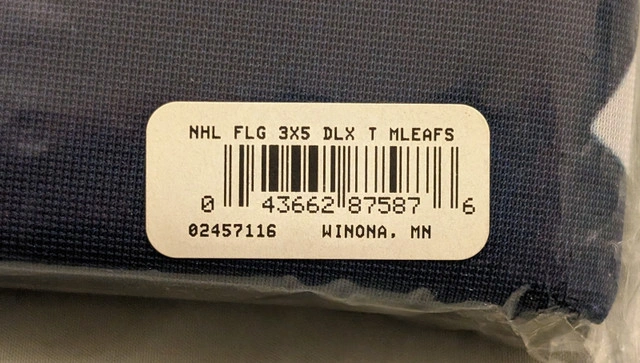 NHL FLG 3X5 DLX T MLEAFS
0 43662 87587 6
02457116 WINONA, MN